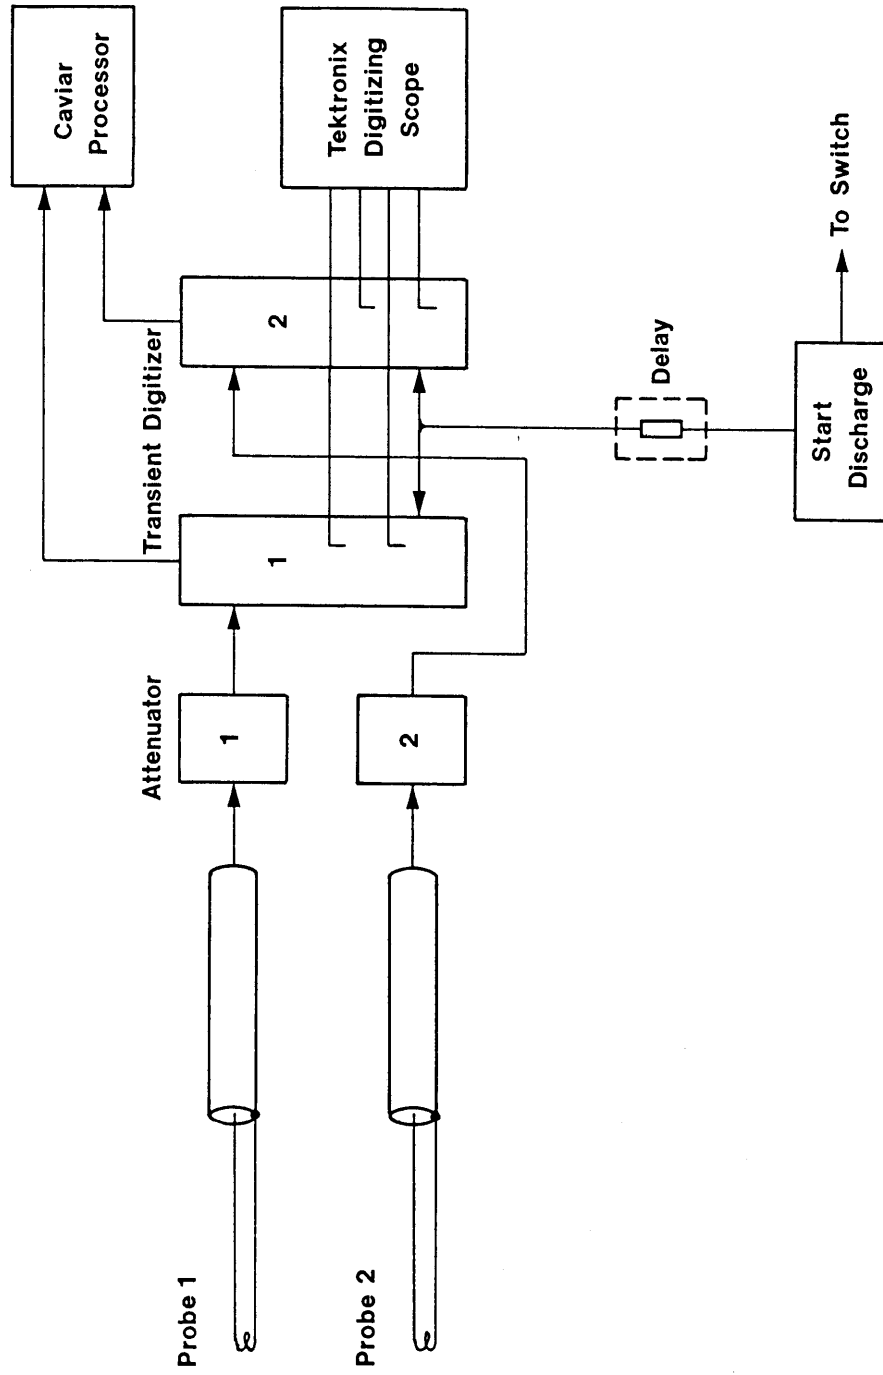 Probe 1
Probe 2
Attenuator
1
2
Transient Digitizer
1
2
Caviar
Processor
Tektronix
Digitizing
Scope
Delay
Start
Discharge
To Switch